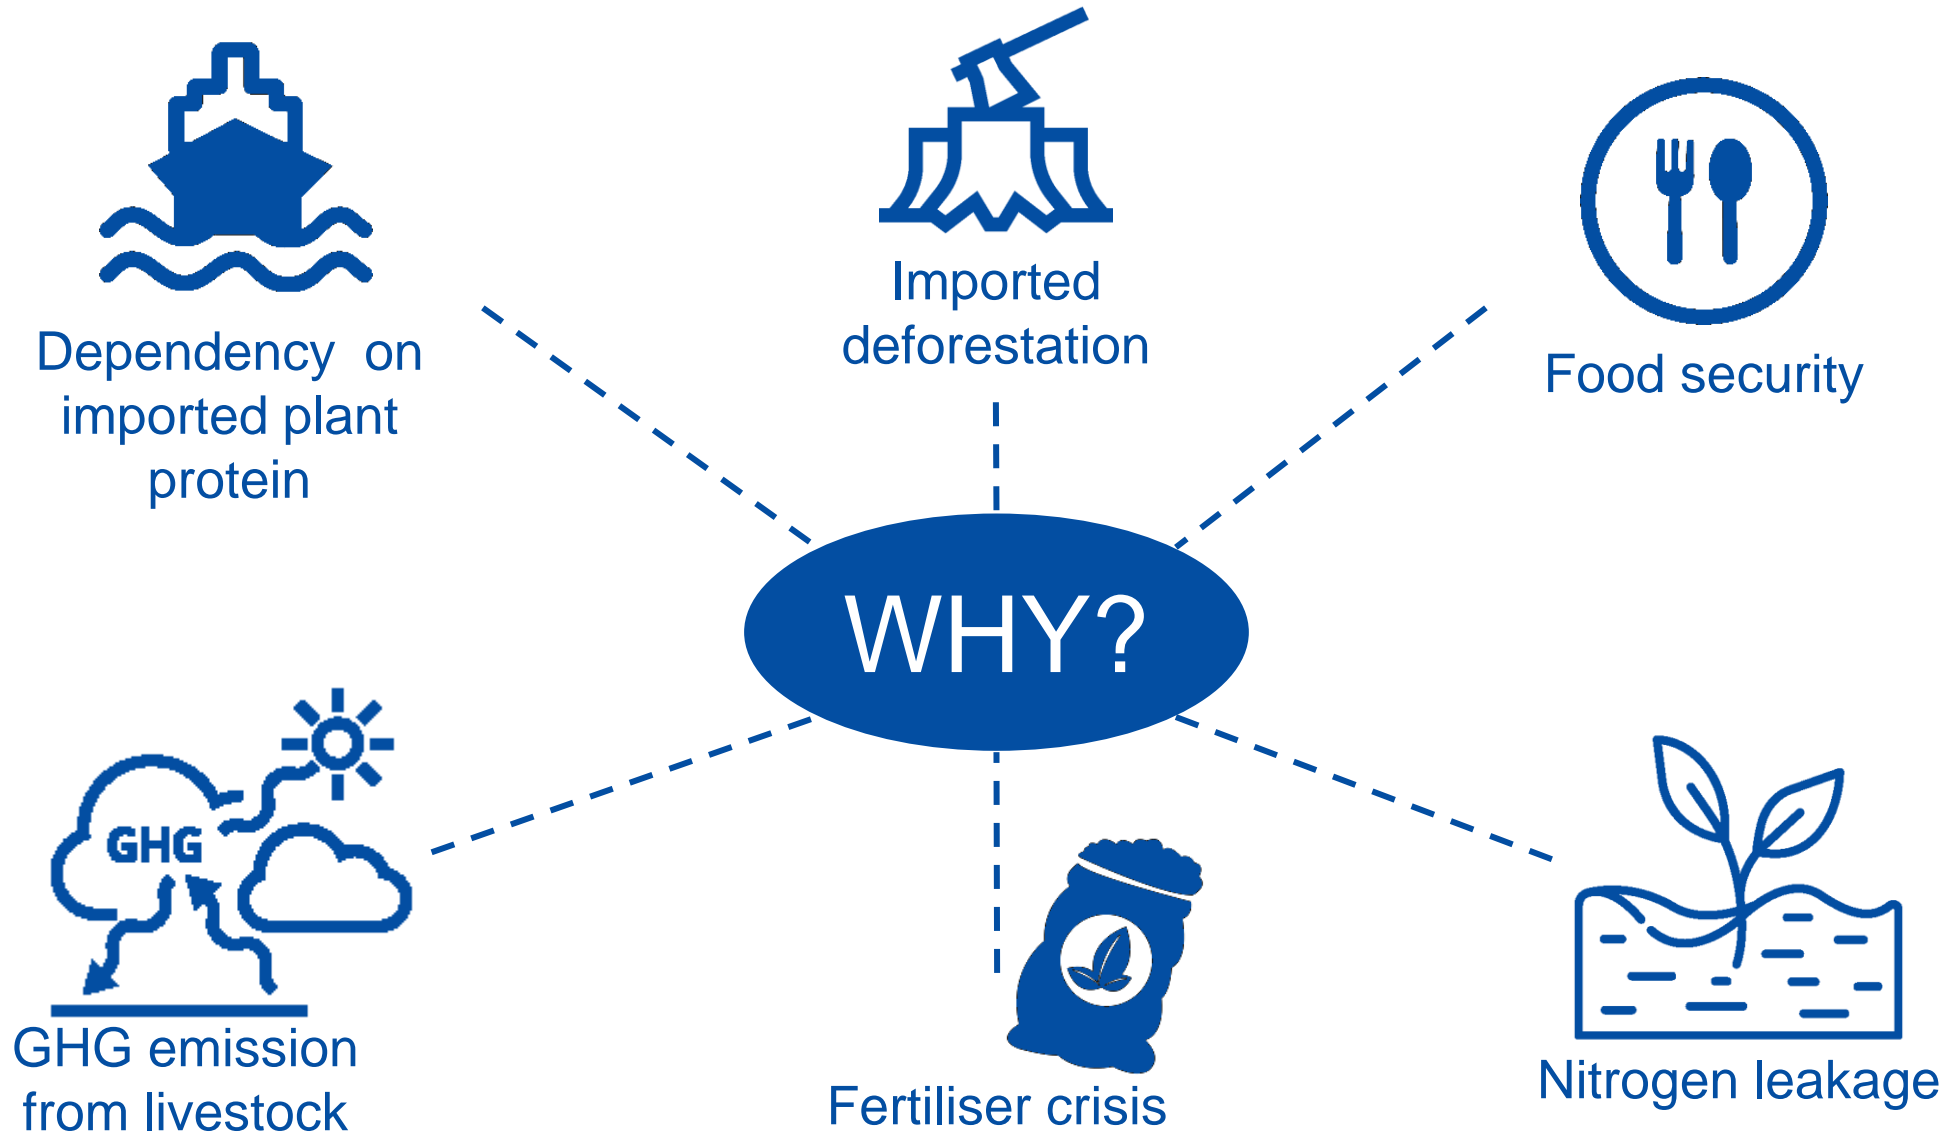 Dependency on
imported plant
protein
Imported
deforestation
Food security
WHY?
GHG
GHG emission
from livestock
Fertiliser crisis
Nitrogen leakage